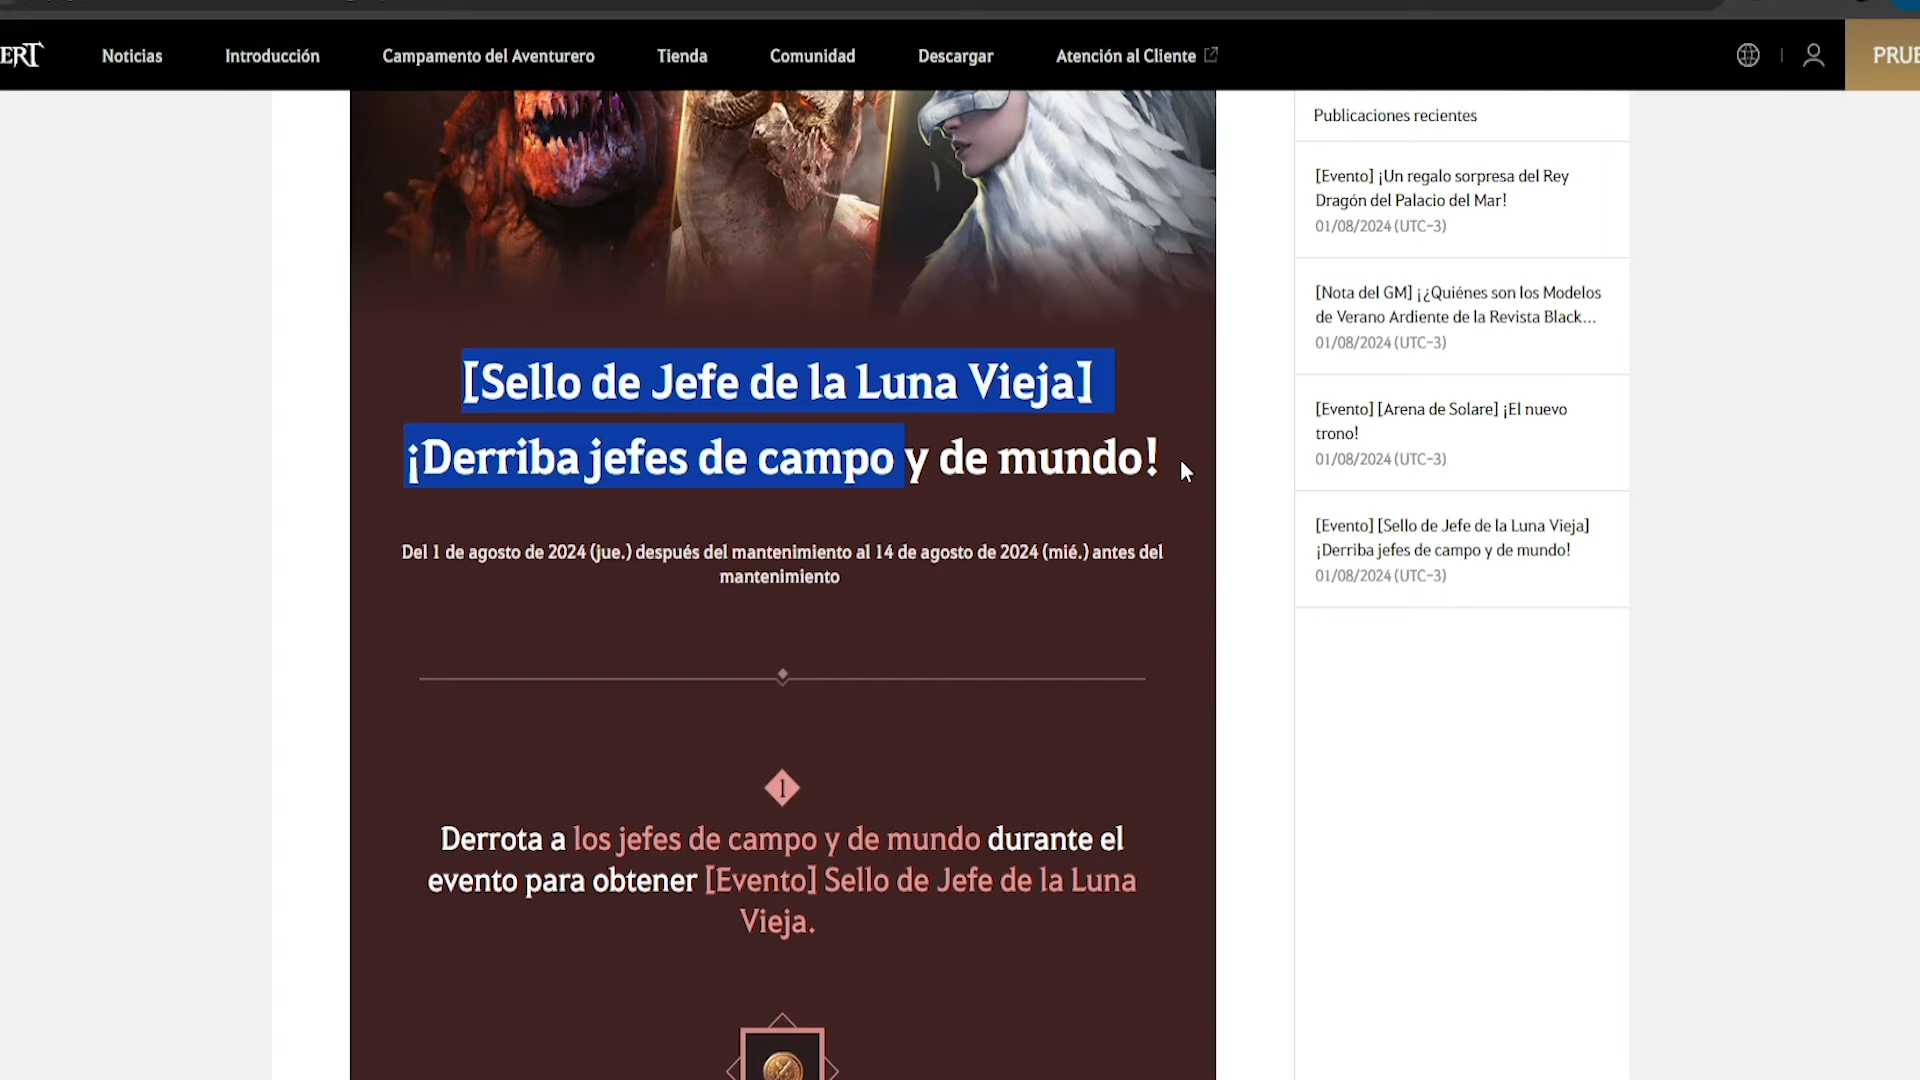 ERT
Noticias
Introducción
Campamento del Aventurero
Tienda
Comunidad
Descargar
Atención al Cliente
[Sello de Jefe de la Luna Vieja]
¡Derriba jefes de campo y de mundo!
Del 1 de agosto de 2024 (jue.) después del mantenimiento al 14 de agosto de 2024 (mié.) antes del
mantenimiento
1
Derrota a los jefes de campo y de mundo durante el
evento para obtener [Evento] Sello de Jefe de la Luna
Vieja.
Publicaciones recientes
[Evento] ¡Un regalo sorpresa del Rey
Dragón del Palacio del Mar!
01/08/2024 (UTC-3)
[Nota del GM] ¡¿Quiénes son los Modelos
de Verano Ardiente de la Revista Black...
01/08/2024 (UTC-3)
[Evento] [Arena de Solare] ¡El nuevo
trono!
01/08/2024 (UTC-3)
[Evento] [Sello de Jefe de la Luna Vieja]
¡Derriba jefes de campo y de mundo!
01/08/2024 (UTC-3)